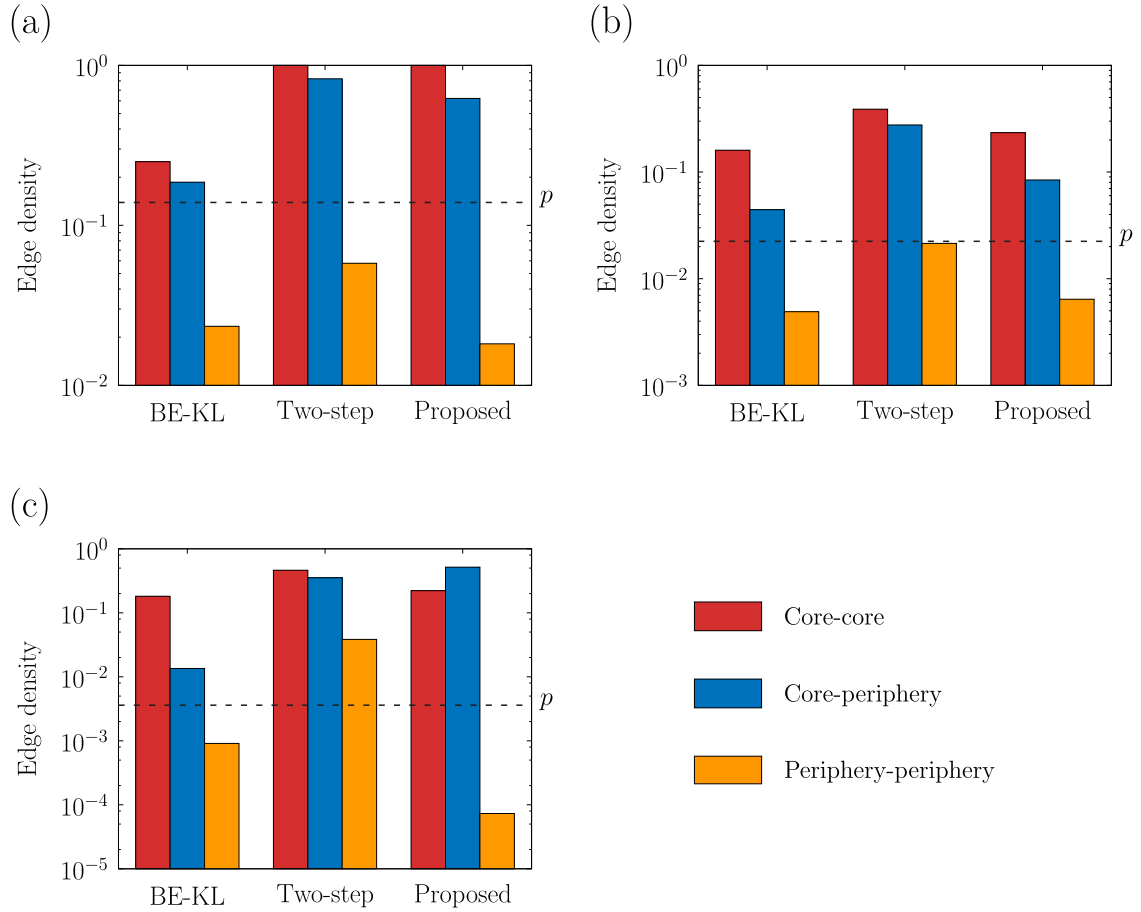 (a)
Edge density
10^0
10^-1
10^-2
p
BE-KL Two-step Proposed
(b)
Edge density
10^0
10^-1
10^-2
10^-3
p
BE-KL Two-step Proposed
(c)
Edge density
10^0
10^-1
10^-2
10^-3
10^-4
10^-5
p
BE-KL Two-step Proposed
Core-core
Core-periphery
Periphery-periphery